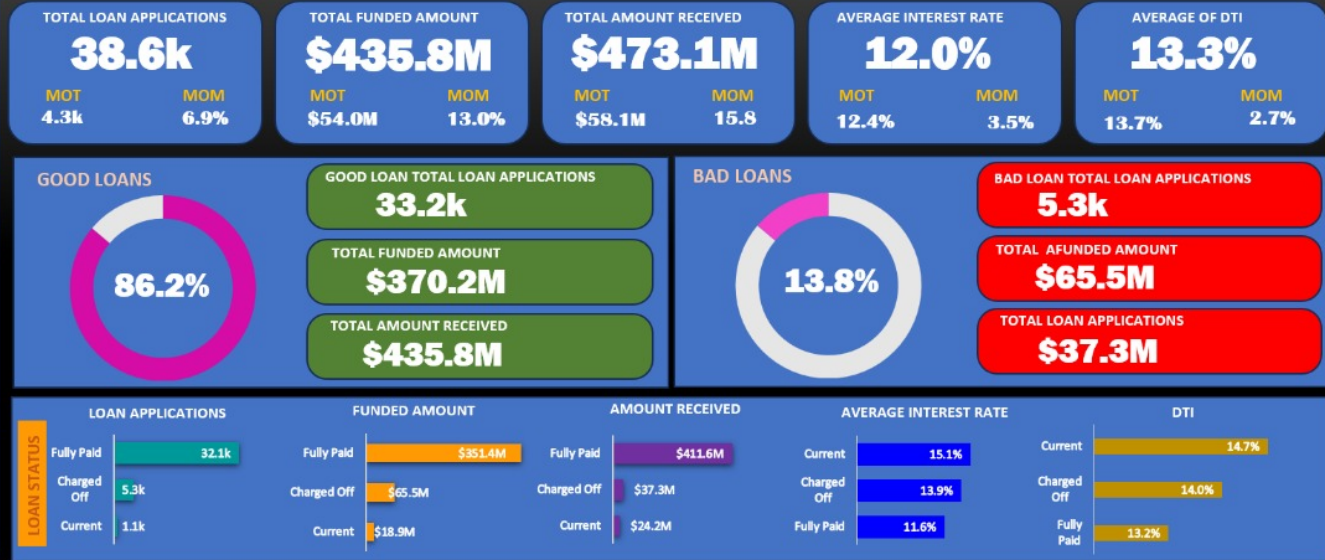 TOTAL LOAN APPLICATIONS
38.6k
MOT MOM
4.3k 6.9%
TOTAL FUNDED AMOUNT
$435.8M
MOT MOM
$54.0M 13.0%
TOTAL AMOUNT RECEIVED
$473.1M
MOT MOM
$58.1M 15.8
AVERAGE INTEREST RATE
12.0%
MOT MOM
12.4% 3.5%
AVERAGE OF DTI
13.3%
MOT MOM
13.7% 2.7%
GOOD LOANS
86.2%
GOOD LOAN TOTAL LOAN APPLICATIONS
33.2k
TOTAL FUNDED AMOUNT
$370.2M
TOTAL AMOUNT RECEIVED
$435.8M
BAD LOANS
13.8%
BAD LOAN TOTAL LOAN APPLICATIONS
5.3k
TOTAL AFUNDED AMOUNT
$65.5M
TOTAL LOAN APPLICATIONS
$37.3M
LOAN STATUS
LOAN APPLICATIONS
Fully Paid 32.1k
Charged
Off 5.3k
Current 1.1k
FUNDED AMOUNT
Fully Paid $351.4M
Charged Off $65.5M
Current $18.9M
AMOUNT RECEIVED
Fully Paid $411.6M
Charged Off $37.3M
Current $24.2M
AVERAGE INTEREST RATE
Current 15.1%
Charged
Off 13.9%
Fully Paid 11.6%
DTI
Current 14.7%
Charged
Off 14.0%
Fully
Paid 13.2%